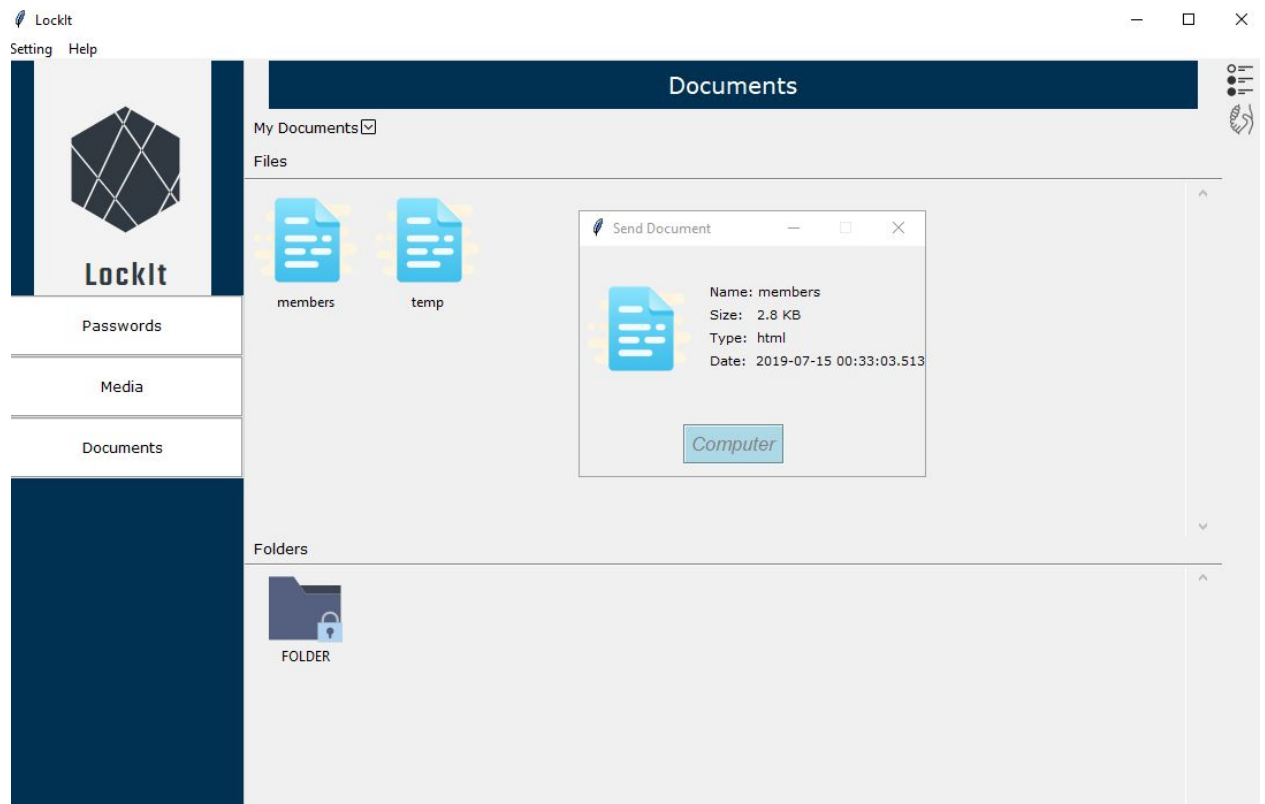 LockIt
Setting Help
Documents
My Documents
Files
LockIt
Passwords
Media
Documents
members
temp
Send Document
Name: members
Size: 2.8 KB
Type: html
Date: 2019-07-15 00:33:03.513
Computer
Folders
FOLDER